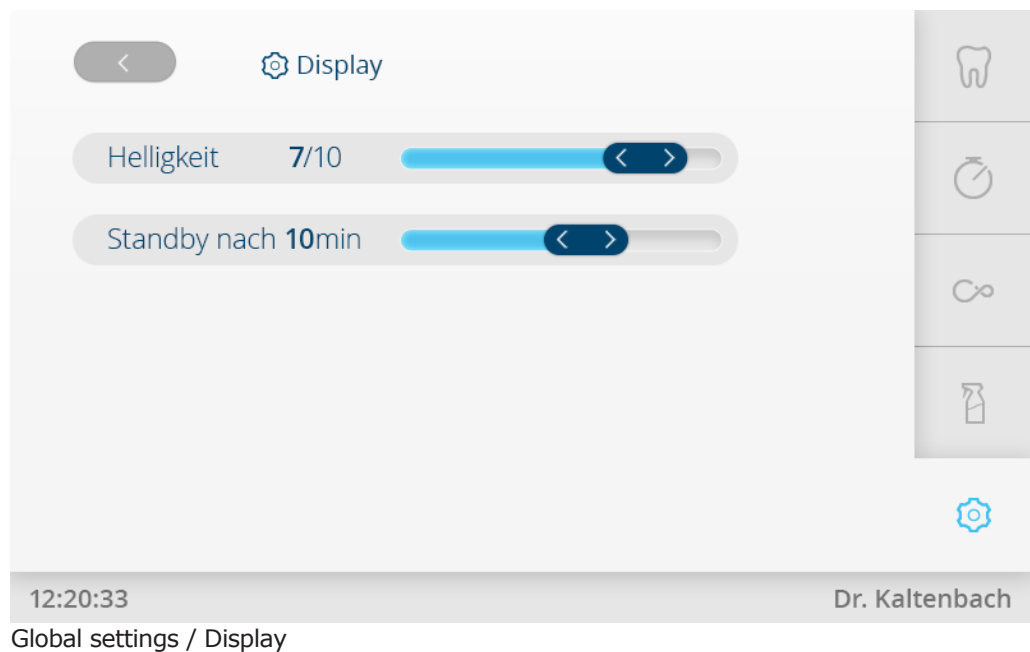 Display
Helligkeit 7/10
Standby nach 10min
12:20:33 Dr. Kaltenbach
Global settings / Display